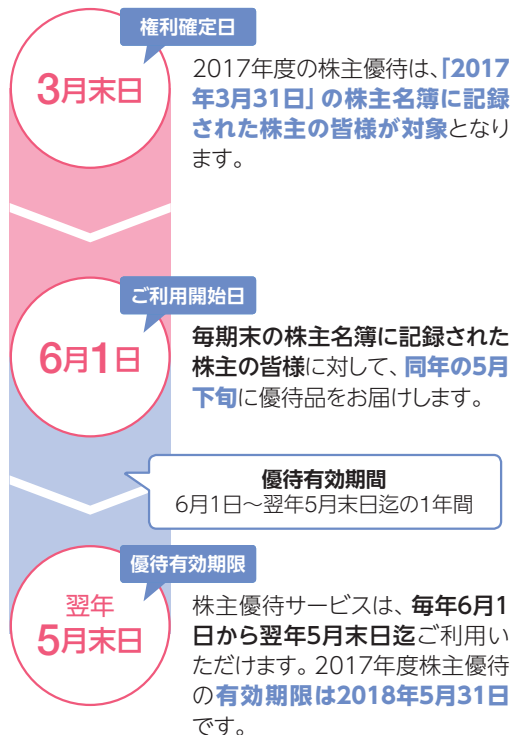 権利確定日
3月末日
2017年度の株主優待は、「2017
年3月31日」の株主名簿に記録
された株主の皆様が対象となり
ます。
ご利用開始日
6月1日
毎期末の株主名簿に記録された
株主の皆様に対して、同年の5月
下旬に優待品をお届けします。
優待有効期間
6月1日～翌年5月末日迄の1年間
優待有効期限
翌年
5月末日
株主優待サービスは、毎年6月1
日から翌年5月末日迄ご利用い
ただけます。2017年度株主優待
の有効期限は2018年5月31日
です。